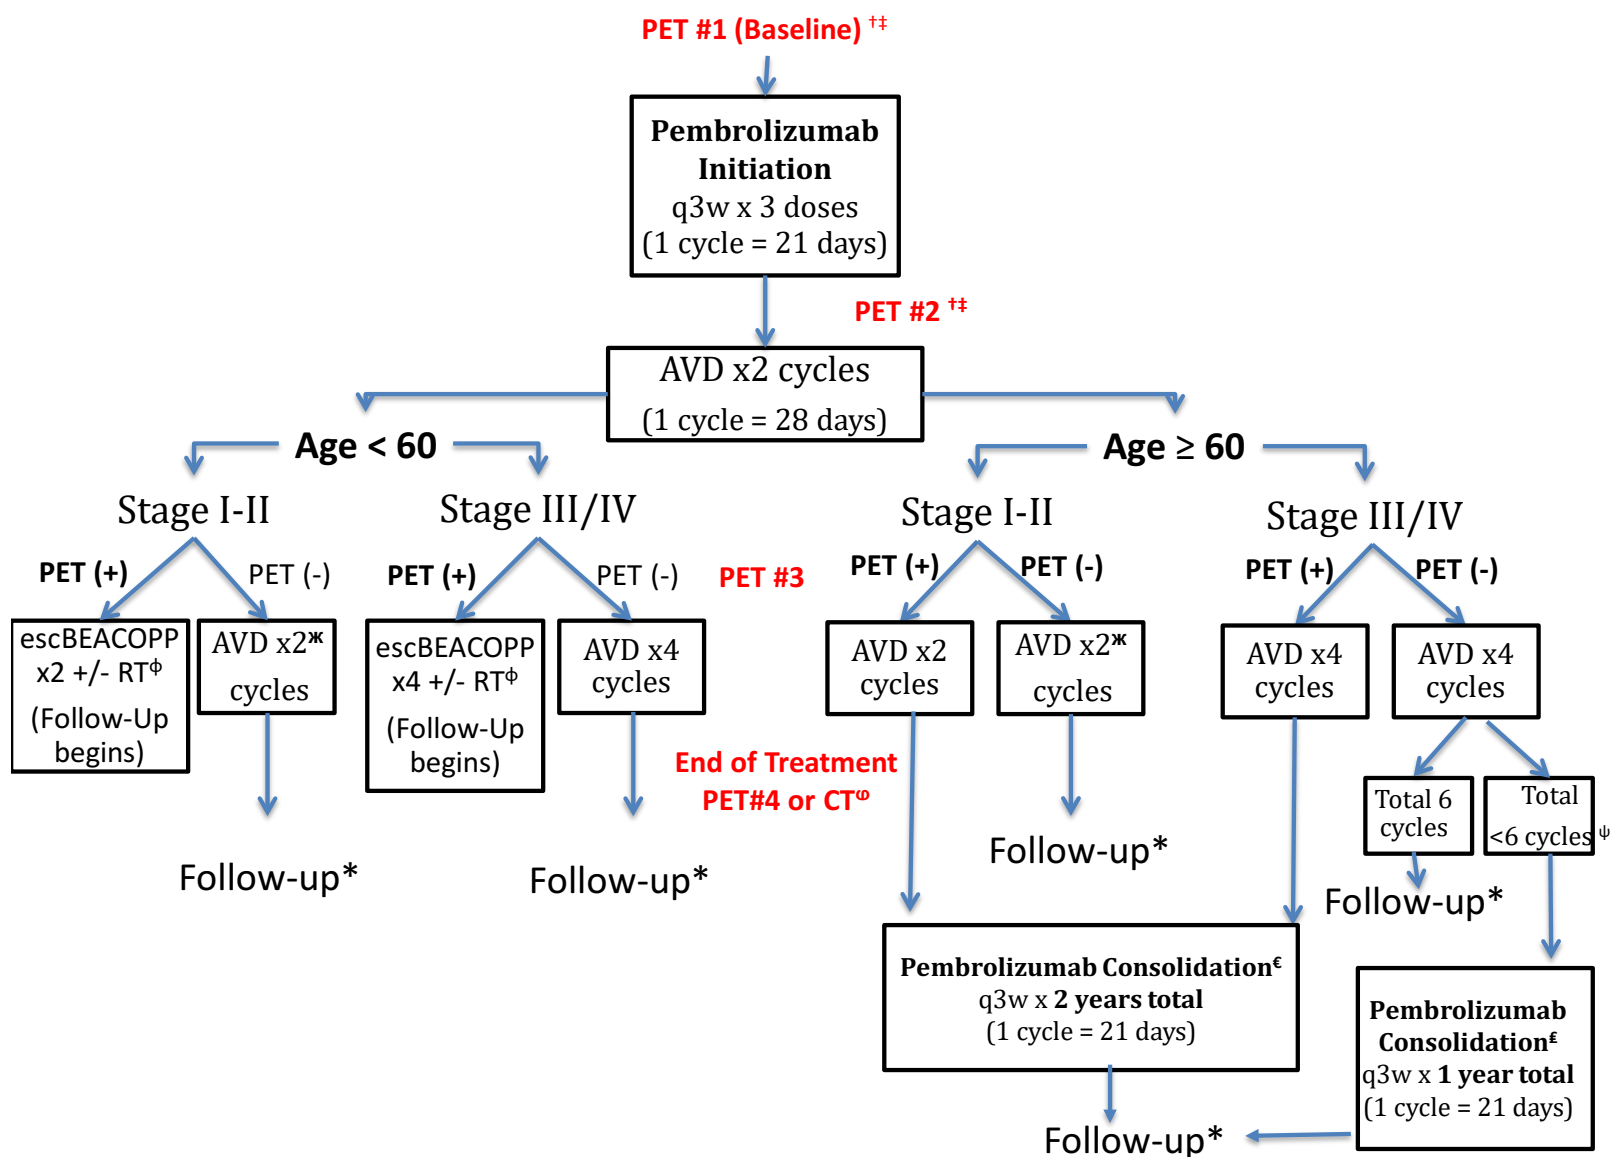 PET #1 (Baseline) †‡
Pembrolizumab
Initiation
q3w x 3 doses
(1 cycle = 21 days)
PET #2 †‡
AVD x2 cycles
(1 cycle = 28 days)
Age < 60
Age ≥ 60
Stage I-II
Stage III/IV
Stage I-II
Stage III/IV
PET (+)
PET (-)
PET (+)
PET (-)
PET #3
PET (+)
PET (-)
PET (+)
PET (-)
escBEACOPP
x2 +/- RTᶲ
(Follow-Up
begins)
AVD x2ж
cycles
escBEACOPP
x4 +/- RTᶲ
(Follow-Up
begins)
AVD x4
cycles
AVD x2
cycles
AVD x2ж
cycles
AVD x4
cycles
AVD x4
cycles
End of Treatment
PET#4 or CTᵠ
Total 6
cycles
Total
<6 cycles ψ
Follow-up*
Follow-up*
Follow-up*
Follow-up*
Pembrolizumab Consolidation€
q3w x 2 years total
(1 cycle = 21 days)
Pembrolizumab
Consolidation₤
q3w x 1 year total
(1 cycle = 21 days)
Follow-up*